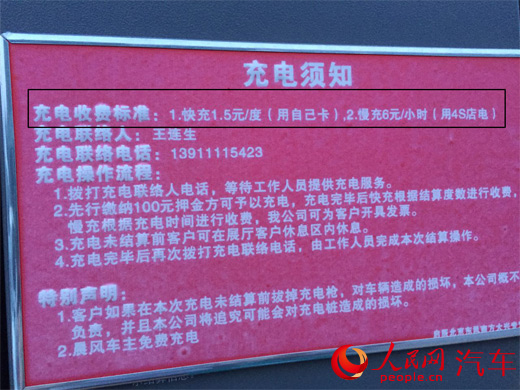 充电须知
充电收费标准：1.快充1.5元/度（用自己卡）,2.慢充6元/小时（用4S店电）
充电联络人：王连生
充电联络电话：13911115423
充电操作流程：
1.拨打充电联络人电话，等待工作人员提供充电服务。
2.先行缴纳100元押金方可予以充电，充电完毕后快充根据结算度数进行收费，
慢充根据充电时间进行收费，我公司可为客户开具发票。
3.充电未结算前客户可在展厅客户休息区内休息。
4.充电完毕后再次拨打充电联络电话，由工作人员完成本次结算操作。
特别声明：
1.客户如果在本次充电未结算前拔掉充电枪，对车辆造成的损坏，本公司概不
负责，并且本公司将追究可能会对充电桩造成的损坏。
2.晨风车主免费充电
人民网 汽车
people.cn